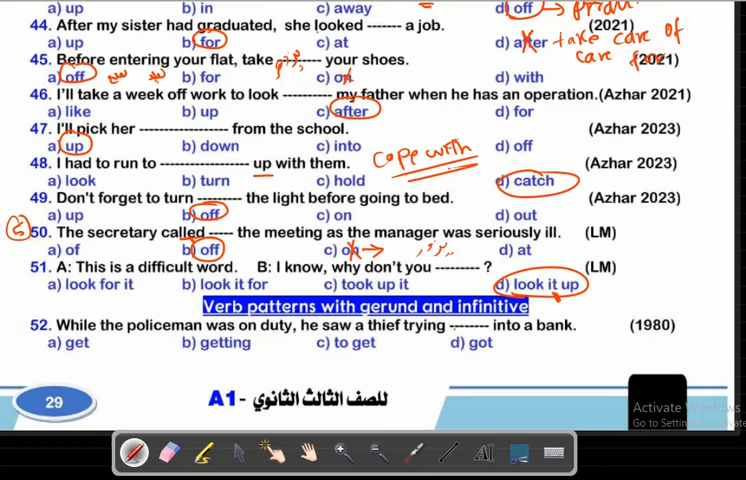 a) up b) in c) away d) off
44. After my sister had graduated, she looked ------- a job. (2021)
a) up b) for c) at d) after take care of
45. Before entering your flat, take --------- your shoes. (2021) care for
a) off b) for c) on d) with
46. I'll take a week off work to look ---------- my father when he has an operation.(Azhar 2021)
a) like b) up c) after d) for
47. I'll pick her ----------------- from the school. (Azhar 2023)
a) up b) down c) into d) off
48. I had to run to ----------------- up with them. cope with (Azhar 2023)
a) look b) turn c) hold d) catch
49. Don't forget to turn --------- the light before going to bed. (Azhar 2023)
a) up b) off c) on d) out
50. The secretary called ----- the meeting as the manager was seriously ill. (LM)
a) of b) off c) on d) at
51. A: This is a difficult word. B: I know, why don't you --------- ? (LM)
a) look for it b) look it for c) took up it d) look it up
Verb patterns with gerund and infinitive
52. While the policeman was on duty, he saw a thief trying -------- into a bank. (1980)
a) get b) getting c) to get d) got
29 A1 - للصف الثالث الثانوي
Activate Windows
Go to Settings to activate
AI